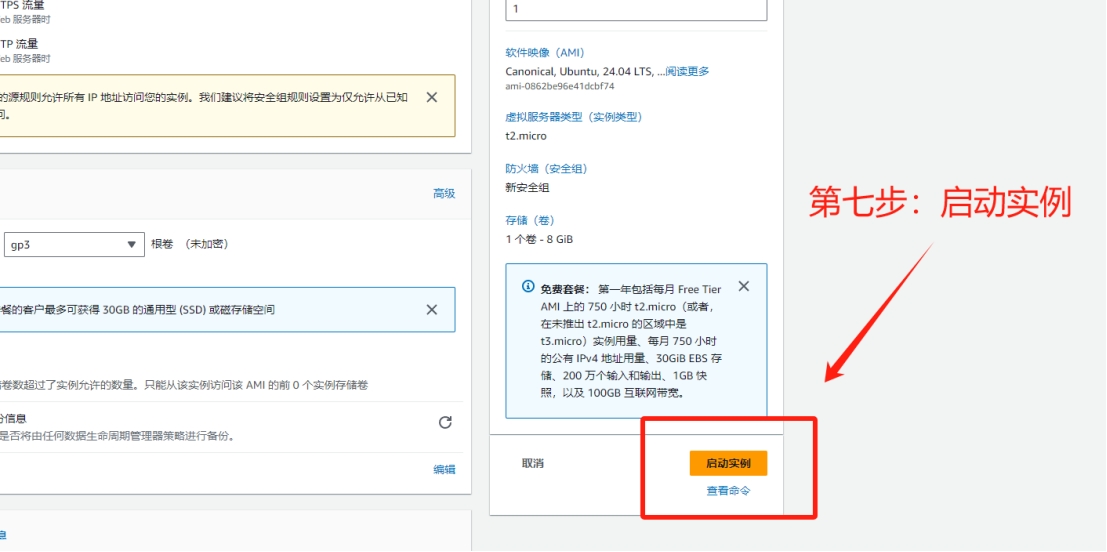 TPS 流量
eb 服务器时
TP 流量
eb 服务器时
的源规则允许所有 IP 地址访问您的实例。我们建议将安全组规则设置为仅允许从已知
问。
高级
gp3
根卷 （未加密）
餐的客户最多可获得 30GB 的通用型 (SSD) 或磁存储空间
卷数超过了实例允许的数量。只能从该实例访问该 AMI 的前 0 个实例存储卷
份信息
是否将由任何数据生命周期管理器策略进行备份。
编辑
息
1
软件映像（AMI）
Canonical, Ubuntu, 24.04 LTS, ...阅读更多
ami-0862be96e41dcbf74
虚拟服务器类型（实例类型）
t2.micro
防火墙（安全组）
新安全组
存储（卷）
1 个卷 - 8 GiB
免费套餐： 第一年包括每月 Free Tier
AMI 上的 750 小时 t2.micro（或者，
在未推出 t2.micro 的区域中是
t3.micro）实例用量、每月 750 小时
的公有 IPv4 地址用量、30GiB EBS 存
储、200 万个输入和输出、1GB 快
照，以及 100GB 互联网带宽。
取消
启动实例
查看命令
第七步：启动实例